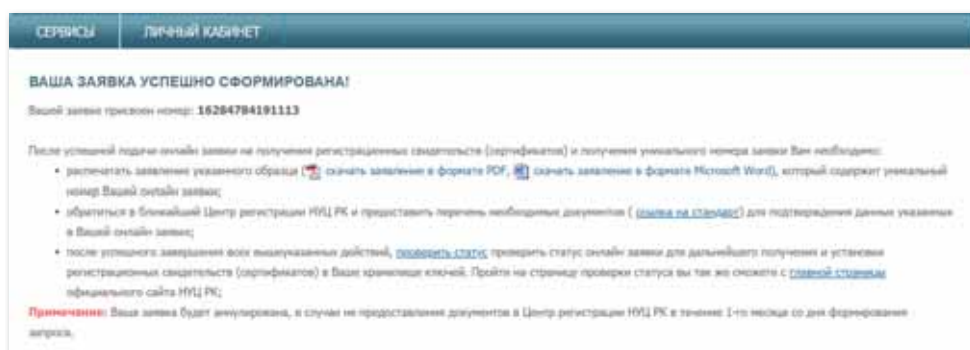 СЕРВИСЫ ЛИЧНЫЙ КАБИНЕТ
ВАША ЗАЯВКА УСПЕШНО СФОРМИРОВАНА!
Вашей заявке присвоен номер: 16284784191113
После успешной подачи онлайн заявки на получения регистрационных свидетельств (сертификатов) и получения уникального номера заявки Вам необходимо:
• распечатать заявление указанного образца ( скачать заявление в формате PDF, скачать заявление в формате Microsoft Word), который содержит уникальный
номер Вашей онлайн заявки;
• обратиться в ближайший Центр регистрации НУЦ РК и предоставить перечень необходимых документов ( ссылка на стандарт) для подтверждения данных указанных
в Вашей онлайн заявке;
• после успешного завершения всех вышеуказанных действий, проверить статус проверить статус онлайн заявки для дальнейшего получения и установки
регистрационных свидетельств (сертификатов) в Ваше хранилище ключей. Пройти на страницу проверки статуса вы так же сможете с главной страницы
официального сайта НУЦ РК;
Примечание: Ваша заявка будет аннулирована, в случаи не предоставления документов в Центр регистрации НУЦ РК в течение 1-го месяца со дня формирования
запроса.